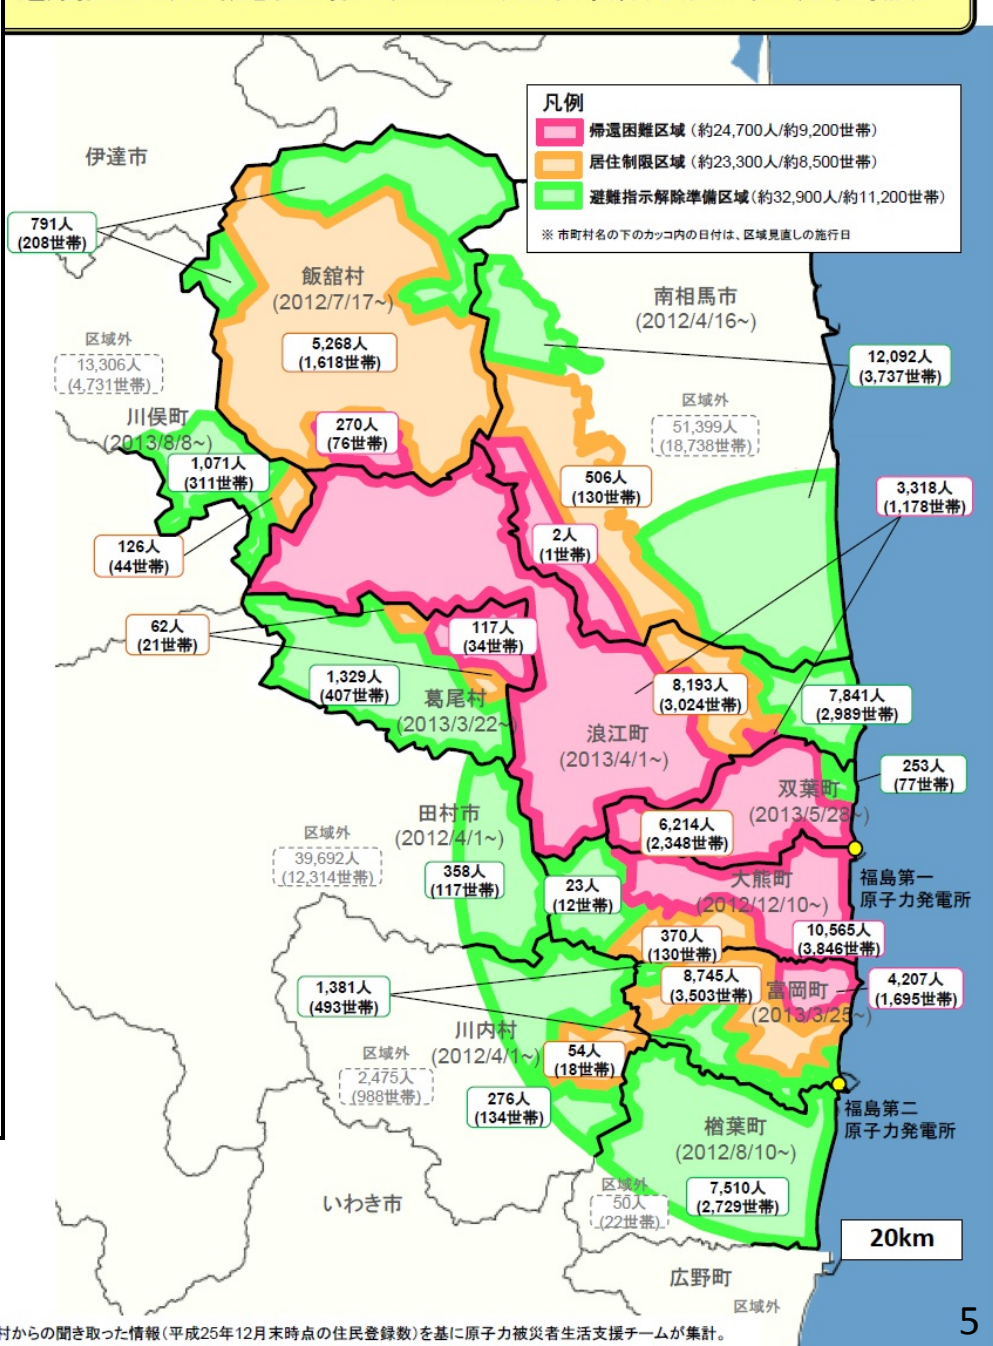 凡例
帰還困難区域（約24,700人/約9,200世帯）
居住制限区域（約23,300人/約8,500世帯）
避難指示解除準備区域（約32,900人/約11,200世帯）
※ 市町村名の下のカッコ内の日付は、区域見直しの施行日
伊達市
791人
(208世帯)
飯舘村
(2012/7/17~)
南相馬市
(2012/4/16~)
5,268人
(1,618世帯)
区域外
13,306人
(4,731世帯)
12,092人
(3,737世帯)
川俣町
(2013/8/8~)
270人
(76世帯)
区域外
51,399人
(18,738世帯)
1,071人
(311世帯)
506人
(130世帯)
3,318人
(1,178世帯)
126人
(44世帯)
2人
(1世帯)
62人
(21世帯)
117人
(34世帯)
1,329人
(407世帯)
葛尾村
(2013/3/22~)
8,193人
(3,024世帯)
7,841人
(2,989世帯)
浪江町
(2013/4/1~)
253人
(77世帯)
双葉町
(2013/5/28~)
田村市
(2012/4/1~)
6,214人
(2,348世帯)
区域外
39,692人
(12,314世帯)
358人
(117世帯)
23人
(12世帯)
大熊町
(2012/12/10~)
福島第一
原子力発電所
10,565人
(3,846世帯)
370人
(130世帯)
8,745人
(3,503世帯)
富岡町
(2013/3/25~)
4,207人
(1,695世帯)
1,381人
(493世帯)
川内村
(2012/4/1~)
54人
(18世帯)
区域外
2,475人
(988世帯)
276人
(134世帯)
福島第二
原子力発電所
楢葉町
(2012/8/10~)
7,510人
(2,729世帯)
区域外
50人
(22世帯)
いわき市
20km
広野町
区域外
村からの聞き取った情報（平成25年12月末時点の住民登録数）を基に原子力被災者生活支援チームが集計。
5